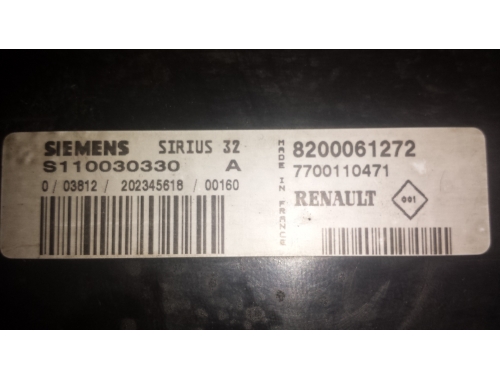 SIEMENS SIRIUS 32
S110030330 A
0 / 03812 / 202345618 / 00160
MADE IN FRANCE
8200061272
7700110471
RENAULT
001